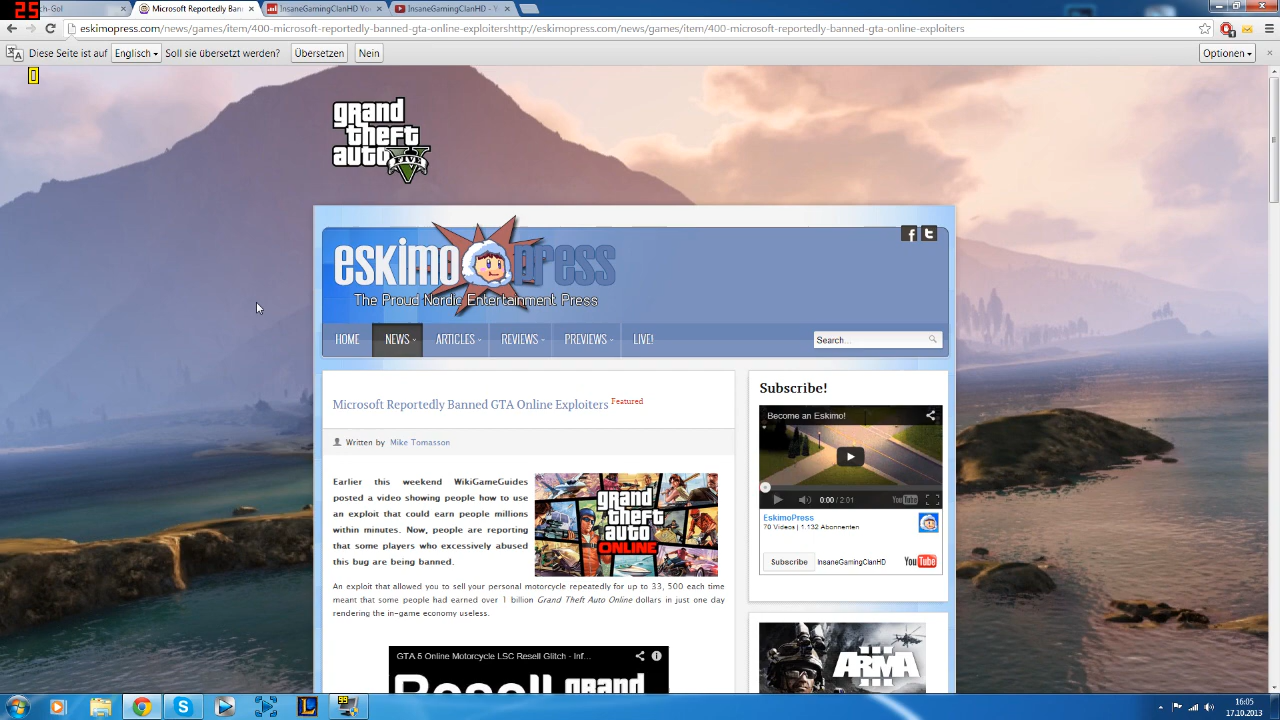 25
ch-Gol
Microsoft Reportedly Ban
InsaneGamingClanHD
InsaneGamingClanHD - Y
eskimopress.com/news/games/item/400-microsoft-reportedly-banned-gta-online-exploitershttp://eskimopress.com/news/games/item/400-microsoft-reportedly-banned-gta-online-exploiters
Diese Seite ist auf Englisch Soll sie übersetzt werden? Übersetzen Nein Optionen
0
grand
theft
auto
FIVE
eskimopress
The Proud Nordic Entertainment Press
HOME NEWS ARTICLES REVIEWS PREVIEWS LIVE! Search...
Microsoft Reportedly Banned GTA Online Exploiters Featured
Written by Mike Tomasson
Earlier this weekend WikiGameGuides
posted a video showing people how to use
an exploit that could earn people millions
within minutes. Now, people are reporting
that some players who excessively abused
this bug are being banned.
grand
theft
auto
ONLINE
An exploit that allowed you to sell your personal motorcycle repeatedly for up to 33, 500 each time
meant that some people had earned over 1 billion Grand Theft Auto Online dollars in just one day
rendering the in-game economy useless.
GTA 5 Online Motorcycle LSC Resell Glitch - Inf...
Resell grand
Subscribe!
Become an Eskimo!
0:00 / 2:01 YouTube
EskimoPress
70 Videos | 1.132 Abonnenten
Subscribe InsaneGamingClanHD YouTube
ARMA III
99
16:05
17.10.2013